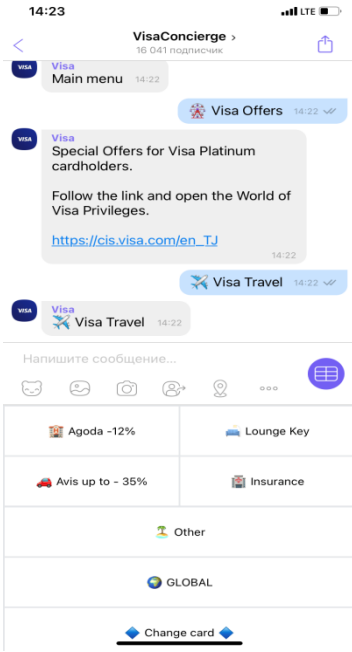 14:23
LTE
VisaConcierge >
16 041 подписчик
VISA
Visa
Main menu 14:22
Visa Offers 14:22
VISA
Visa
Special Offers for Visa Platinum
cardholders.
Follow the link and open the World of
Visa Privileges.
https://cis.visa.com/en_TJ
14:22
Visa Travel 14:22
VISA
Visa
Visa Travel 14:22
Напишите сообщение...
Agoda -12%
Lounge Key
Avis up to - 35%
Insurance
Other
GLOBAL
Change card